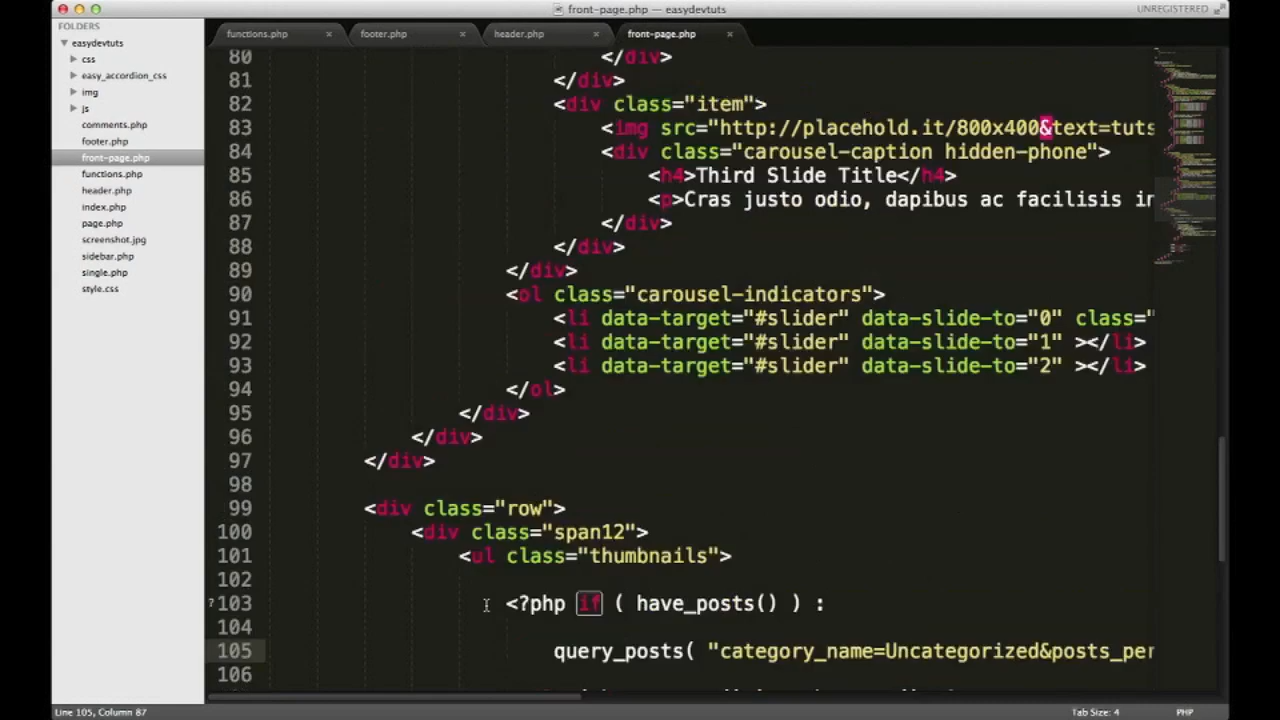 front-page.php — easydevtuts
UNREGISTERED
FOLDERS
easydevtuts
css
easy_accordion_css
img
js
comments.php
footer.php
front-page.php
functions.php
header.php
index.php
page.php
screenshot.jpg
sidebar.php
single.php
style.css
functions.php × footer.php × header.php × front-page.php ×
80 </div>
81 </div>
82 <div class="item">
83 <img src="http://placehold.it/800x400&text=tuts
84 <div class="carousel-caption hidden-phone">
85 <h4>Third Slide Title</h4>
86 <p>Cras justo odio, dapibus ac facilisis in
87 </div>
88 </div>
89 </div>
90 <ol class="carousel-indicators">
91 <li data-target="#slider" data-slide-to="0" class="
92 <li data-target="#slider" data-slide-to="1" ></li>
93 <li data-target="#slider" data-slide-to="2" ></li>
94 </ol>
95 </div>
96 </div>
97 </div>
98
99 <div class="row">
100 <div class="span12">
101 <ul class="thumbnails">
102
?103 <?php if ( have_posts() ) :
104
105 query_posts( "category_name=Uncategorized&posts_per
106
Line 105, Column 87
Tab Size: 4
PHP